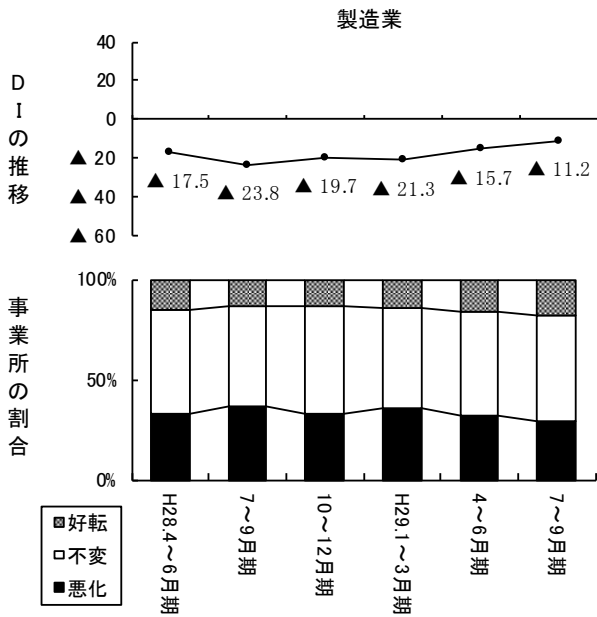 製造業
DIの推移
40
20
0
▲ 20
▲ 40
▲ 60
▲ 17.5
▲ 23.8
▲ 19.7
▲ 21.3
▲ 15.7
▲ 11.2
事業所の割合
100%
50%
0%
H28.4～6月期
7～9月期
10～12月期
H29.1～3月期
4～6月期
7～9月期
好転
不変
悪化